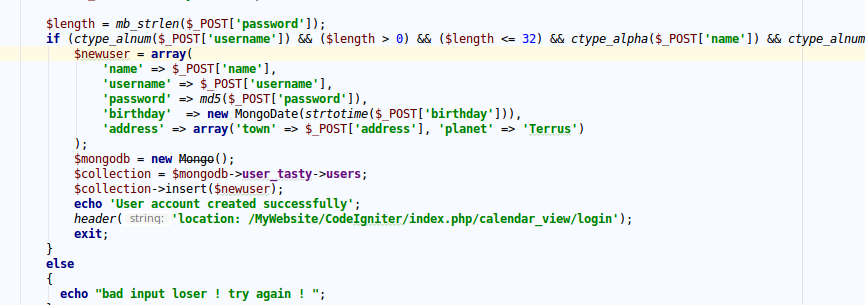 $length = mb_strlen($_POST['password']);
if (ctype_alnum($_POST['username']) && ($length > 0) && ($length <= 32) && ctype_alpha($_POST['name']) && ctype_alnum
$newuser = array(
'name' => $_POST['name'],
'username' => $_POST['username'],
'password' => md5($_POST['password']),
'birthday'  => new MongoDate(strtotime($_POST['birthday'])),
'address' => array('town' => $_POST['address'], 'planet' => 'Terrus')
);
$mongodb = new Mongo();
$collection = $mongodb->user_tasty->users;
$collection->insert($newuser);
echo 'User account created successfully';
header( string: 'location: /MyWebsite/CodeIgniter/index.php/calendar_view/login');
exit;
}
else
{
echo "bad input loser ! try again ! ";